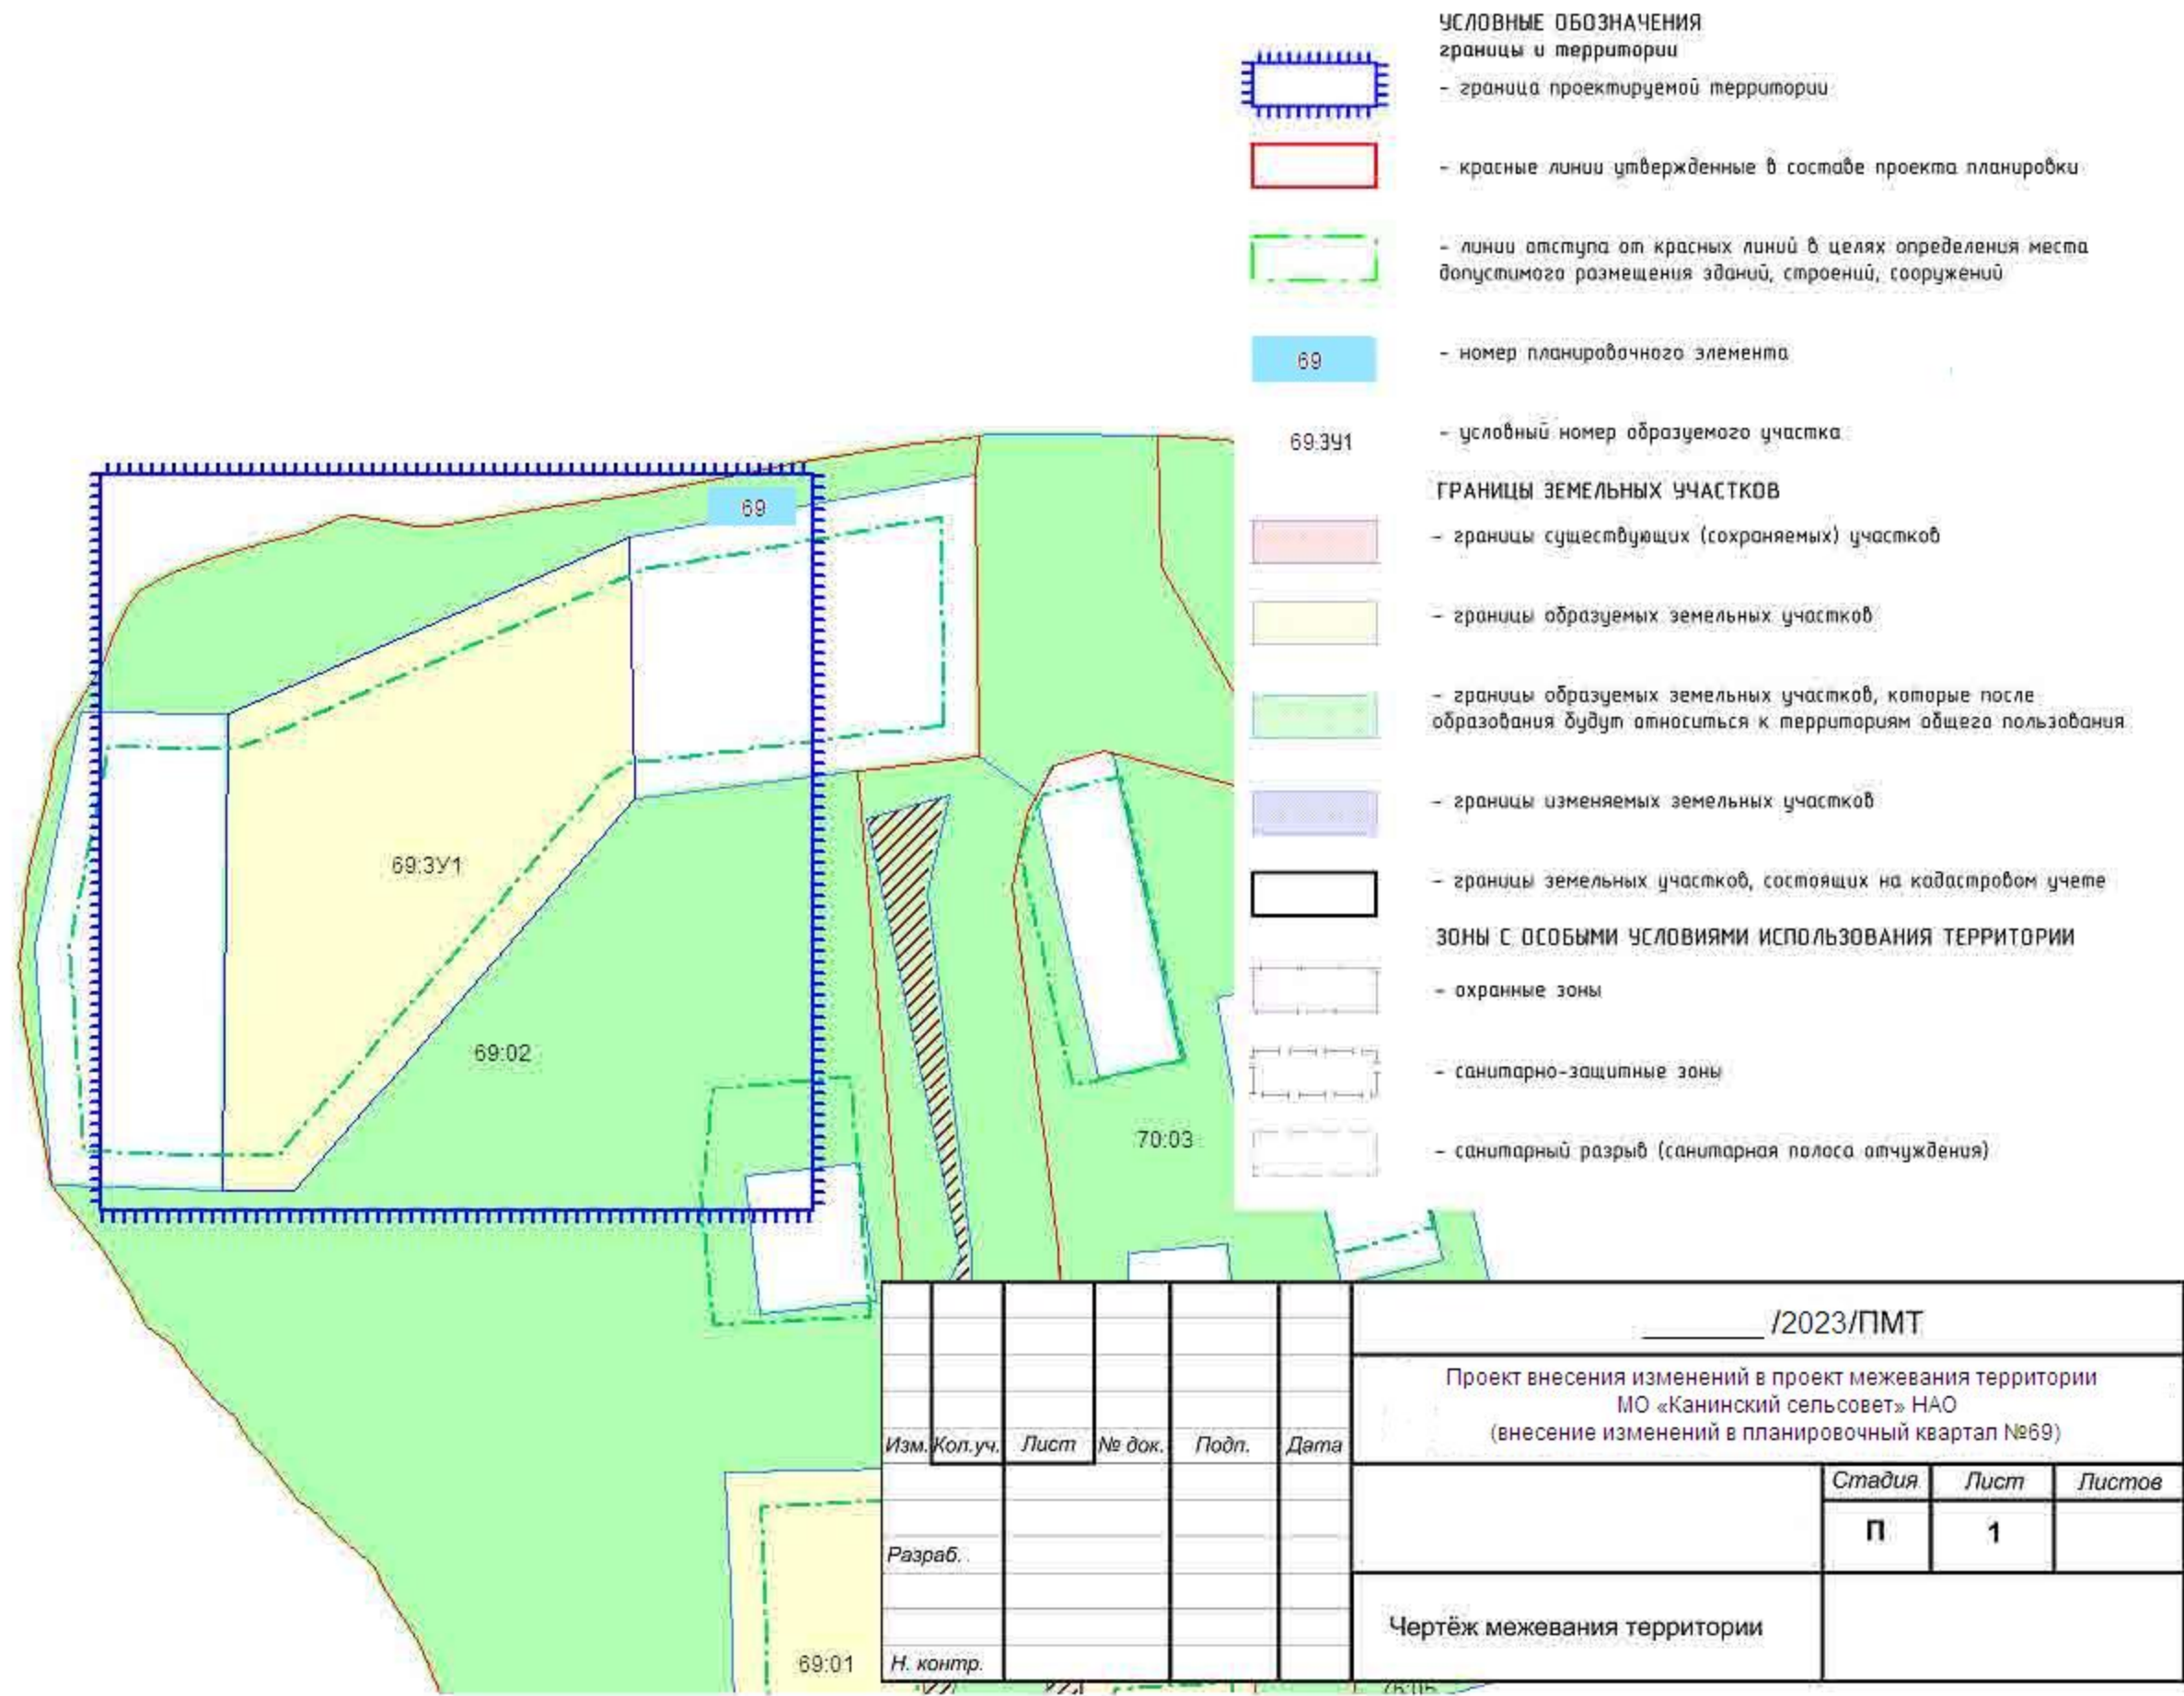 УСЛОВНЫЕ ОБОЗНАЧЕНИЯ
границы и территории
- граница проектируемой территории
- красные линии утвержденные в составе проекта планировки
- линии отступа от красных линий в целях определения места
допустимого размещения зданий, строений, сооружений
69
- номер планировочного элемента
69:ЗУ1
- условный номер образуемого участка
ГРАНИЦЫ ЗЕМЕЛЬНЫХ УЧАСТКОВ
- границы существующих (сохраняемых) участков
- границы образуемых земельных участков
- границы образуемых земельных участков, которые после
образования будут относиться к территориям общего пользования
- границы изменяемых земельных участков
- границы земельных участков, состоящих на кадастровом учете
ЗОНЫ С ОСОБЫМИ УСЛОВИЯМИ ИСПОЛЬЗОВАНИЯ ТЕРРИТОРИИ
- охранные зоны
- санитарно-защитные зоны
- санитарный разрыв (санитарная полоса отчуждения)
69
69:ЗУ1
69:02
70:03
69:01
/2023/ПМТ
Проект внесения изменений в проект межевания территории
МО «Канинский сельсовет» НАО
(внесение изменений в планировочный квартал №69)
Изм. Кол.уч. Лист № док. Подп. Дата
Стадия Лист Листов
П 1
Разраб.
Чертёж межевания территории
Н. контр.